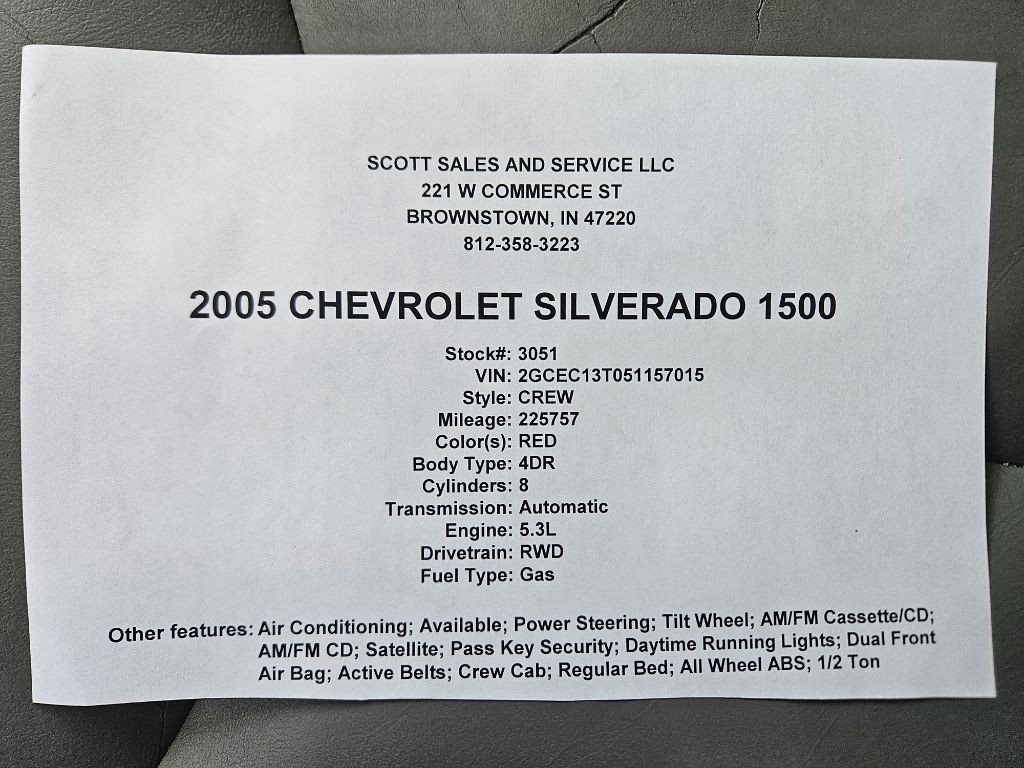 SCOTT SALES AND SERVICE LLC
221 W COMMERCE ST
BROWNSTOWN, IN 47220
812-358-3223
2005 CHEVROLET SILVERADO 1500
Stock#: 3051
VIN: 2GCEC13T051157015
Style: CREW
Mileage: 225757
Color(s): RED
Body Type: 4DR
Cylinders: 8
Transmission: Automatic
Engine: 5.3L
Drivetrain: RWD
Fuel Type: Gas
Other features: Air Conditioning; Available; Power Steering; Tilt Wheel; AM/FM Cassette/CD;
AM/FM CD; Satellite; Pass Key Security; Daytime Running Lights; Dual Front
Air Bag; Active Belts; Crew Cab; Regular Bed; All Wheel ABS; 1/2 Ton